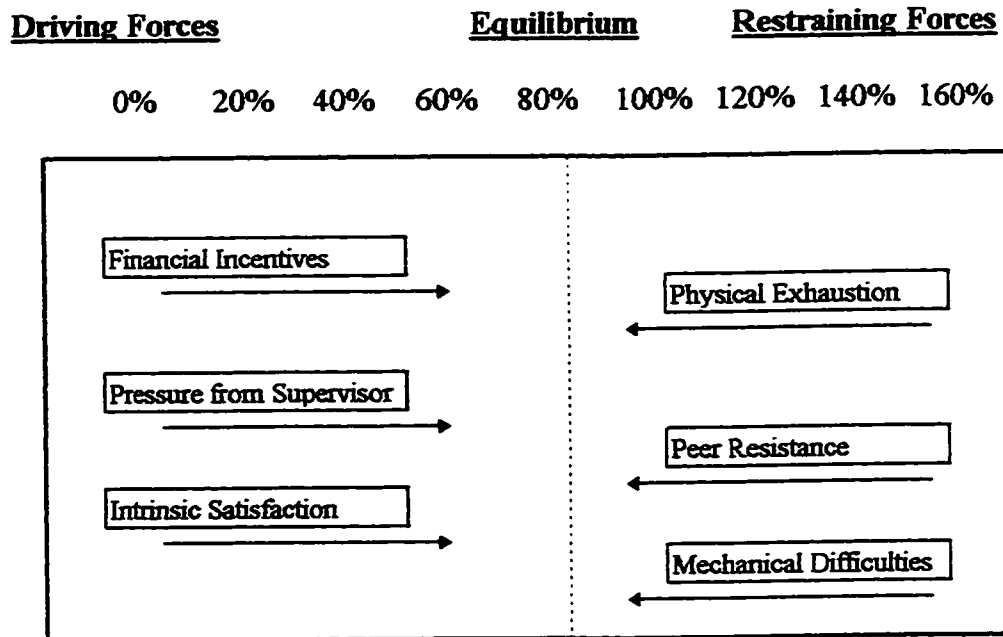 Driving Forces Equilibrium Restraining Forces
0% 20% 40% 60% 80% 100% 120% 140% 160%
Financial Incentives
Physical Exhaustion
Pressure from Supervisor
Peer Resistance
Intrinsic Satisfaction
Mechanical Difficulties